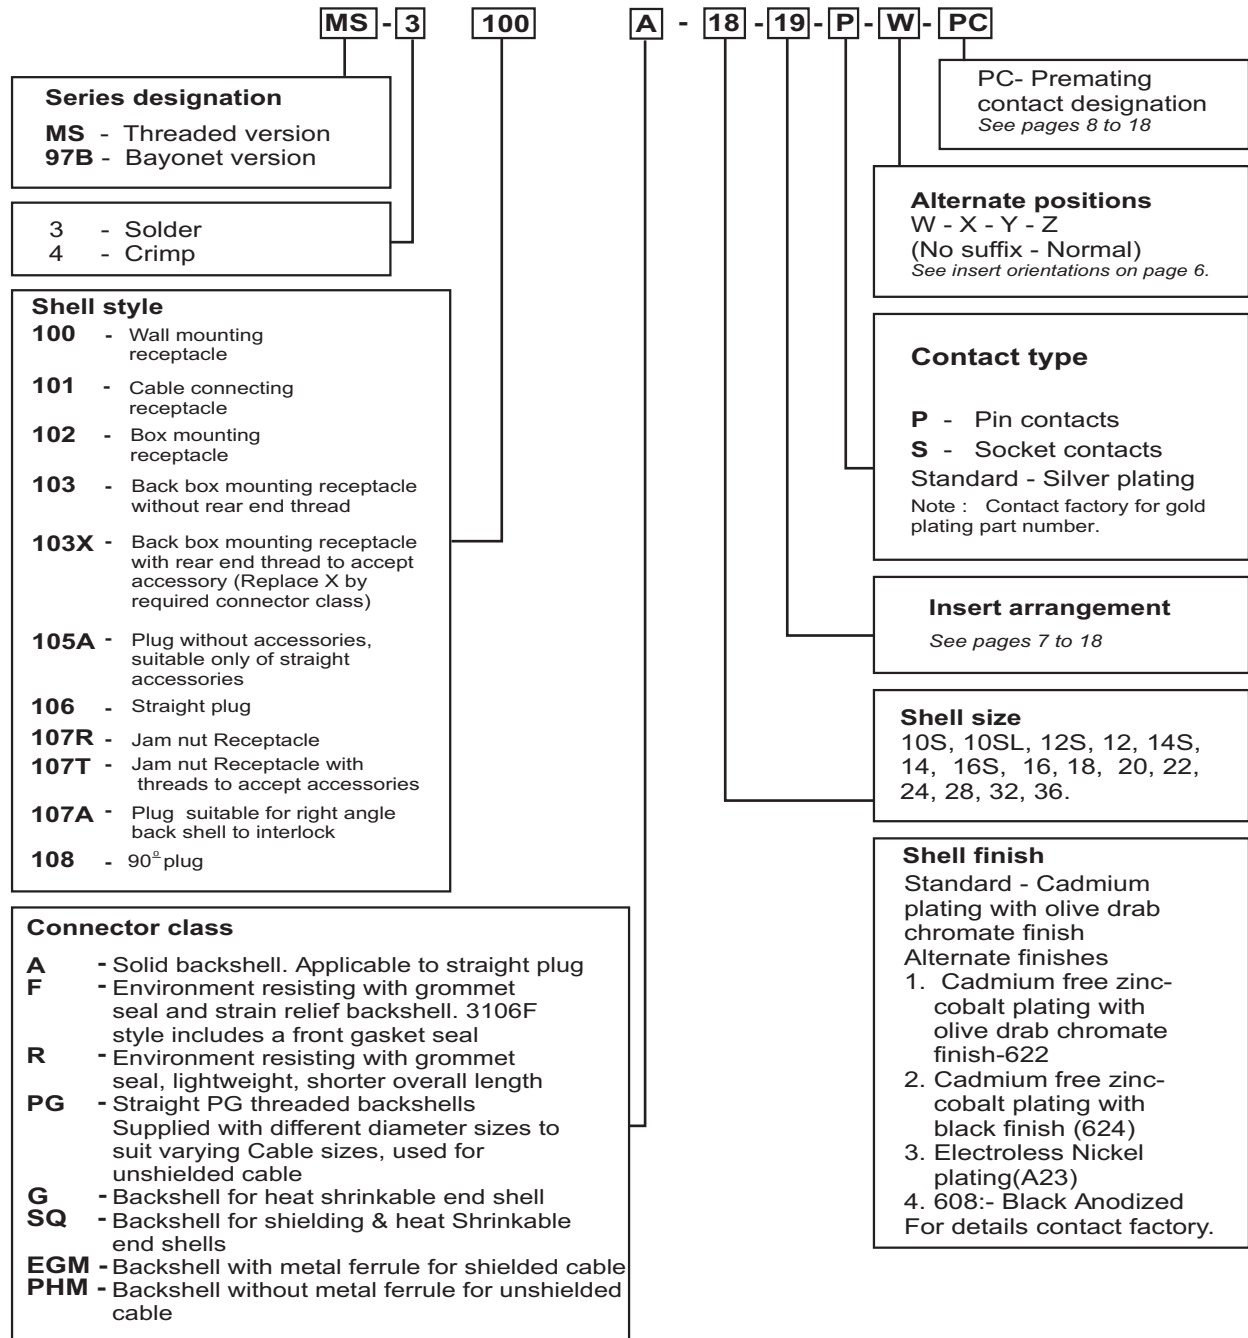 MS - 3 100 A - 18 - 19 - P - W - PC
Series designation
MS - Threaded version
97B - Bayonet version
3 - Solder
4 - Crimp
Shell style
100 - Wall mounting
receptacle
101 - Cable connecting
receptacle
102 - Box mounting
receptacle
103 - Back box mounting receptacle
without rear end thread
103X - Back box mounting receptacle
with rear end thread to accept
accessory (Replace X by
required connector class)
105A - Plug without accessories,
suitable only of straight
accessories
106 - Straight plug
107R - Jam nut Receptacle
107T - Jam nut Receptacle with
threads to accept accessories
107A - Plug suitable for right angle
back shell to interlock
108 - 90º plug
Connector class
A - Solid backshell. Applicable to straight plug
F - Environment resisting with grommet
seal and strain relief backshell. 3106F
style includes a front gasket seal
R - Environment resisting with grommet
seal, lightweight, shorter overall length
PG - Straight PG threaded backshells
Supplied with different diameter sizes to
suit varying Cable sizes, used for
unshielded cable
G - Backshell for heat shrinkable end shell
SQ - Backshell for shielding & heat Shrinkable
end shells
EGM - Backshell with metal ferrule for shielded cable
PHM - Backshell without metal ferrule for unshielded
cable
PC- Premating
contact designation
See pages 8 to 18
Alternate positions
W - X - Y - Z
(No suffix - Normal)
See insert orientations on page 6.
Contact type
P - Pin contacts
S - Socket contacts
Standard - Silver plating
Note : Contact factory for gold
plating part number.
Insert arrangement
See pages 7 to 18
Shell size
10S, 10SL, 12S, 12, 14S,
14, 16S, 16, 18, 20, 22,
24, 28, 32, 36.
Shell finish
Standard - Cadmium
plating with olive drab
chromate finish
Alternate finishes
1. Cadmium free zinc-
cobalt plating with
olive drab chromate
finish-622
2. Cadmium free zinc-
cobalt plating with
black finish (624)
3. Electroless Nickel
plating(A23)
4. 608:- Black Anodized
For details contact factory.